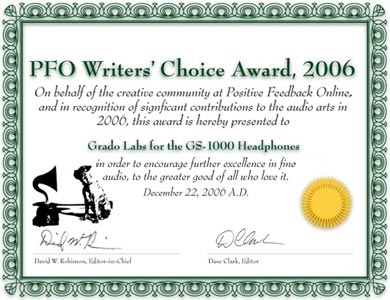 PFO Writers' Choice Award, 2006
On behalf of the creative community at Positive Feedback Online,
and in recognition of signficant contributions to the audio arts in
2006, this award is hereby presented to
Grado Labs for the GS-1000 Headphones
in order to encourage further excellence in fine
audio, to the greater good of all who love it.
December 22, 2006 A.D.
David W. Robinson, Editor-in-Chief
Dave Clark, Editor